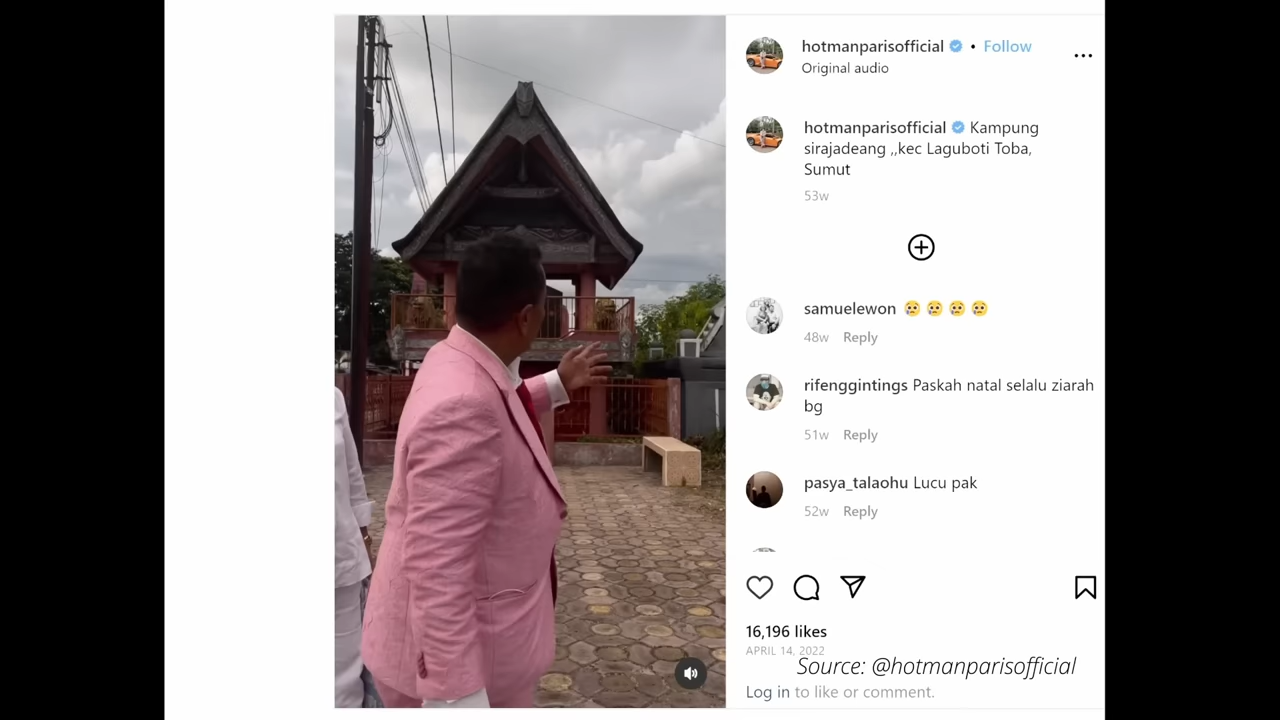 hotmanparisofficial • Follow
Original audio
hotmanparisofficial Kampung
sirajadeang ,,kec Laguboti Toba,
Sumut
53w
samuelewon 😢 😢 😢 😢
48w Reply
rifenggintings Paskah natal selalu ziarah
bg
51w Reply
pasya_talaohu Lucu pak
52w Reply
16,196 likes
APRIL 14, 2022
Source: @hotmanparisofficial
Log in to like or comment.